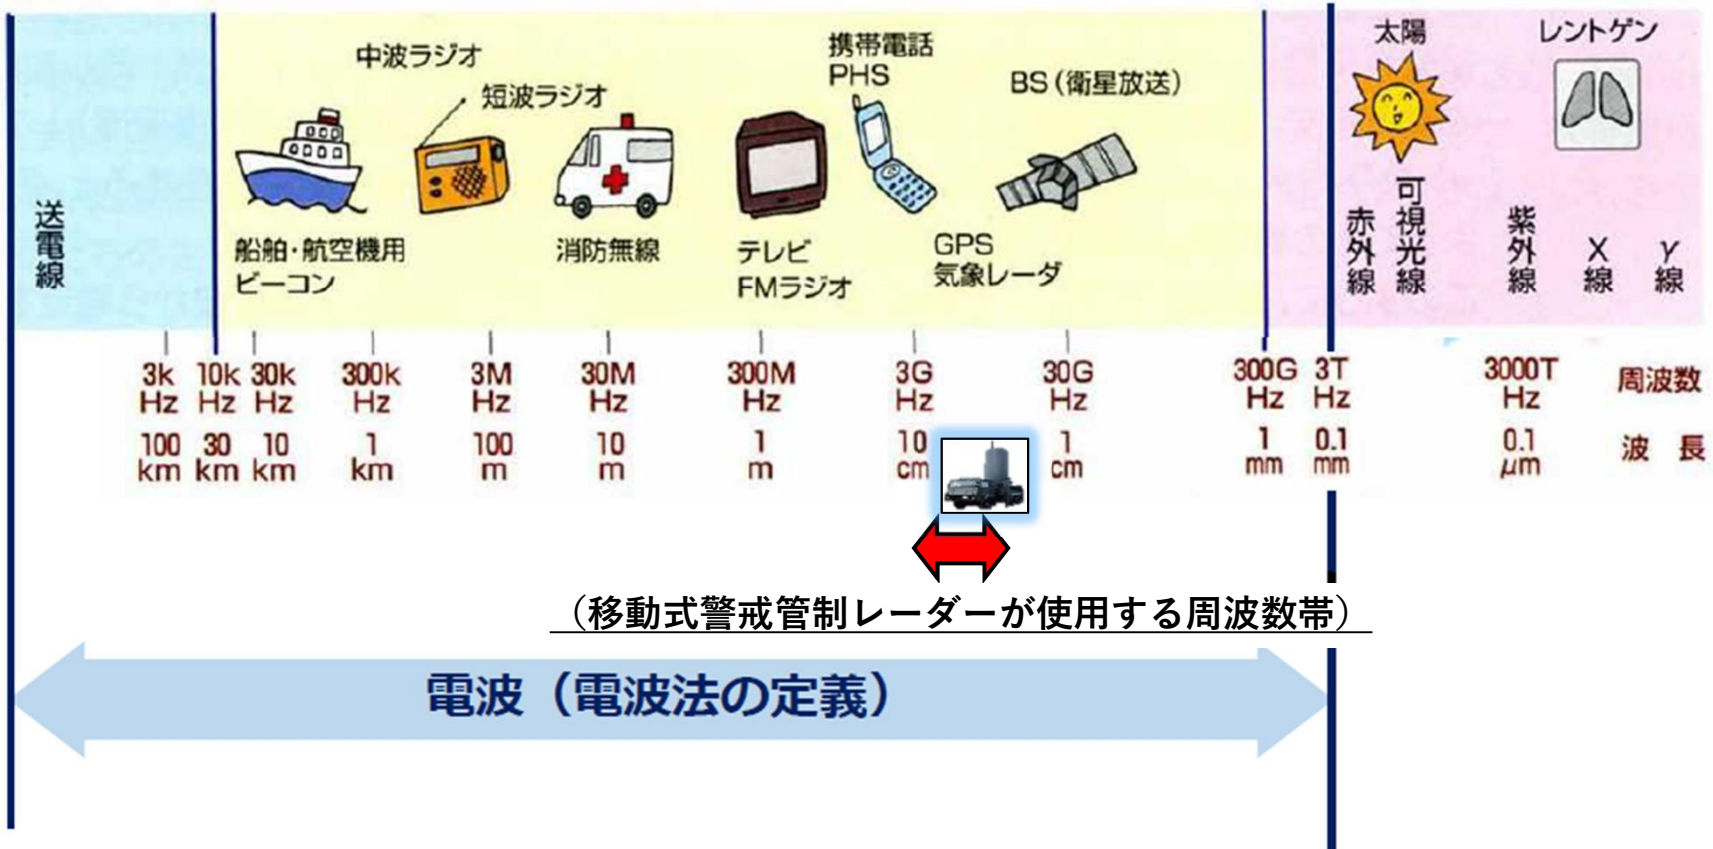 中波ラジオ
短波ラジオ
携帯電話
PHS
BS(衛星放送)
太陽
レントゲン
送電線
船舶・航空機用
ビーコン
消防無線
テレビ
FMラジオ
GPS
気象レーダ
赤外線
可視光線
紫外線
X線
γ線
3k 10k 30k 300k 3M 30M 300M 3G 30G 300G 3T 3000T 周波数
Hz Hz Hz Hz Hz Hz Hz Hz Hz Hz Hz Hz
100 30 10 1 100 10 1 10 1 1 0.1 0.1 波長
km km km km m m m cm cm mm mm μm
（移動式警戒管制レーダーが使用する周波数帯）
電波（電波法の定義）